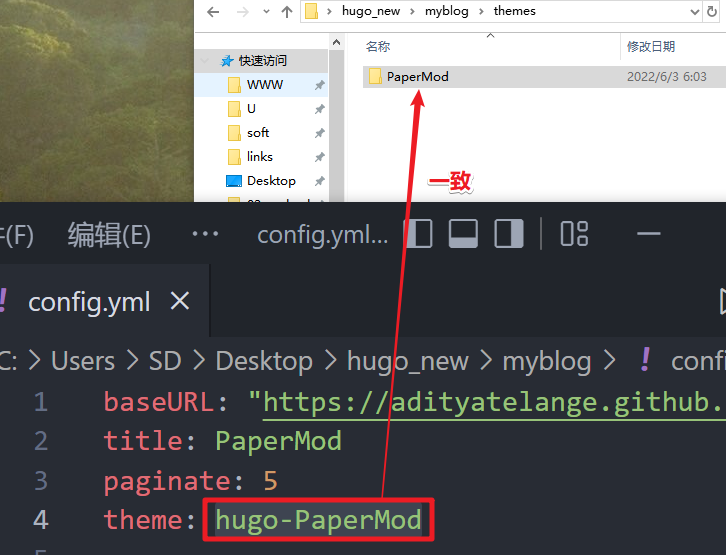 hugo_new > myblog > themes
名称 修改日期
快速访问
WWW
PaperMod 2022/6/3 6:03
U
soft
links
Desktop
一致
(F) 编辑(E) ··· config.yml...
! config.yml ×
C: > Users > SD > Desktop > hugo_new > myblog > ! confi
1 baseURL: "https://adityatelange.github.
2 title: PaperMod
3 paginate: 5
4 theme: hugo-PaperMod